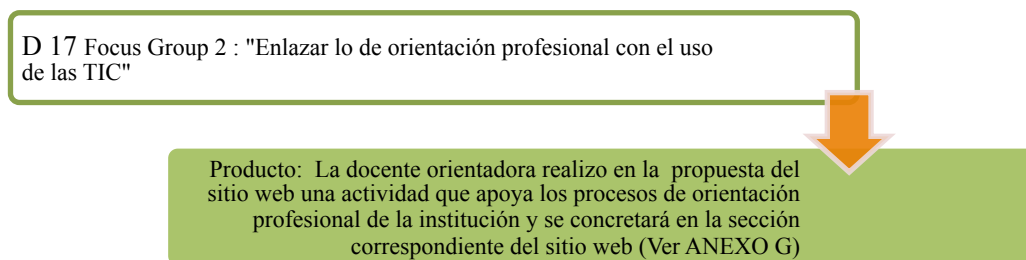 D 17 Focus Group 2 : "Enlazar lo de orientación profesional con el uso
de las TIC"
Producto: La docente orientadora realizo en la propuesta del
sitio web una actividad que apoya los procesos de orientación
profesional de la institución y se concretará en la sección
correspondiente del sitio web (Ver ANEXO G)